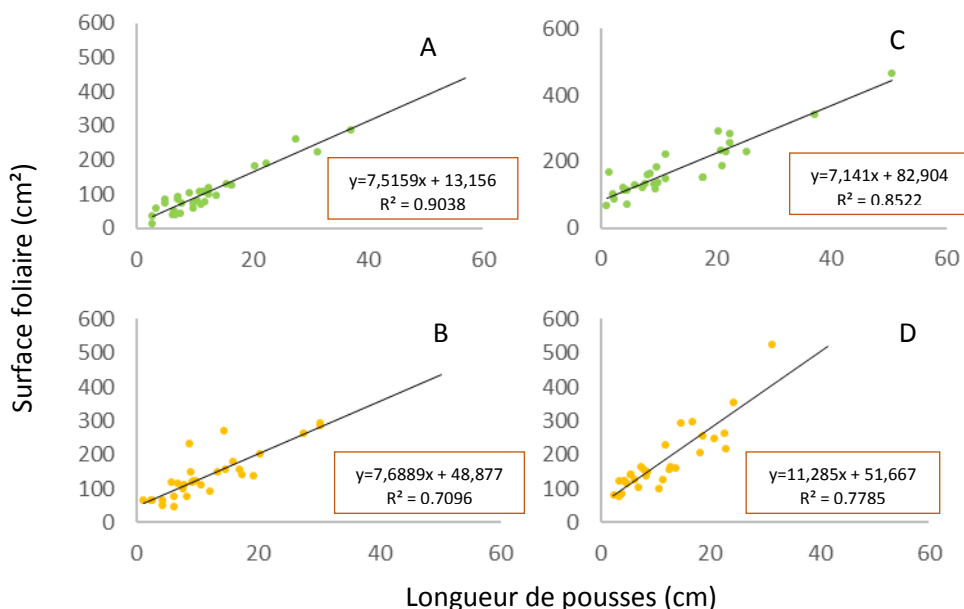 Surface foliaire (cm²)
600
500
400
300
200
100
0
0
20
40
60
A
y=7,5159x + 13,156
R² = 0.9038
600
400
200
0
0
20
40
60
C
y=7,141x + 82,904
R² = 0.8522
600
500
400
300
200
100
0
0
20
40
60
B
y=7,6889x + 48,877
R² = 0.7096
600
500
400
300
200
100
0
0
20
40
60
D
y=11,285x + 51,667
R² = 0.7785
Longueur de pousses (cm)